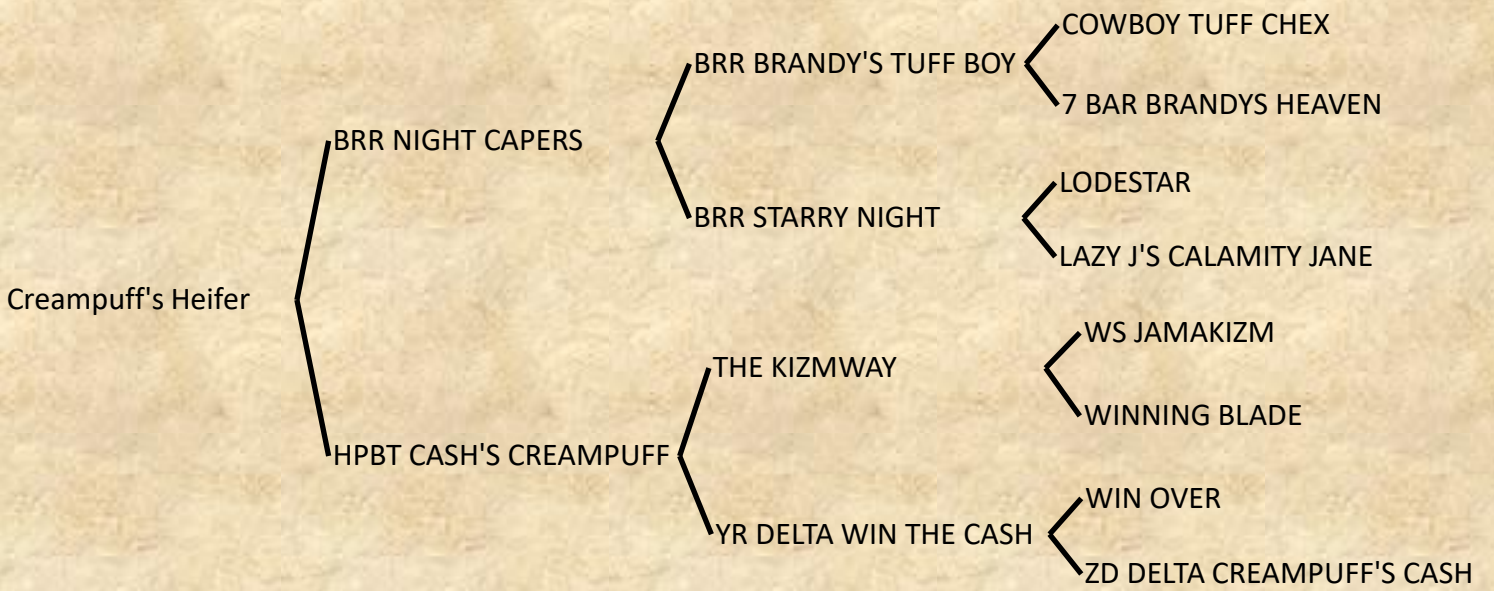 COWBOY TUFF CHEX
BRR BRANDY'S TUFF BOY
7 BAR BRANDYS HEAVEN
BRR NIGHT CAPERS
LODESTAR
BRR STARRY NIGHT
LAZY J'S CALAMITY JANE
Creampuff's Heifer
WS JAMAKIZM
THE KIZMWAY
WINNING BLADE
HPBT CASH'S CREAMPUFF
WIN OVER
YR DELTA WIN THE CASH
ZD DELTA CREAMPUFF'S CASH